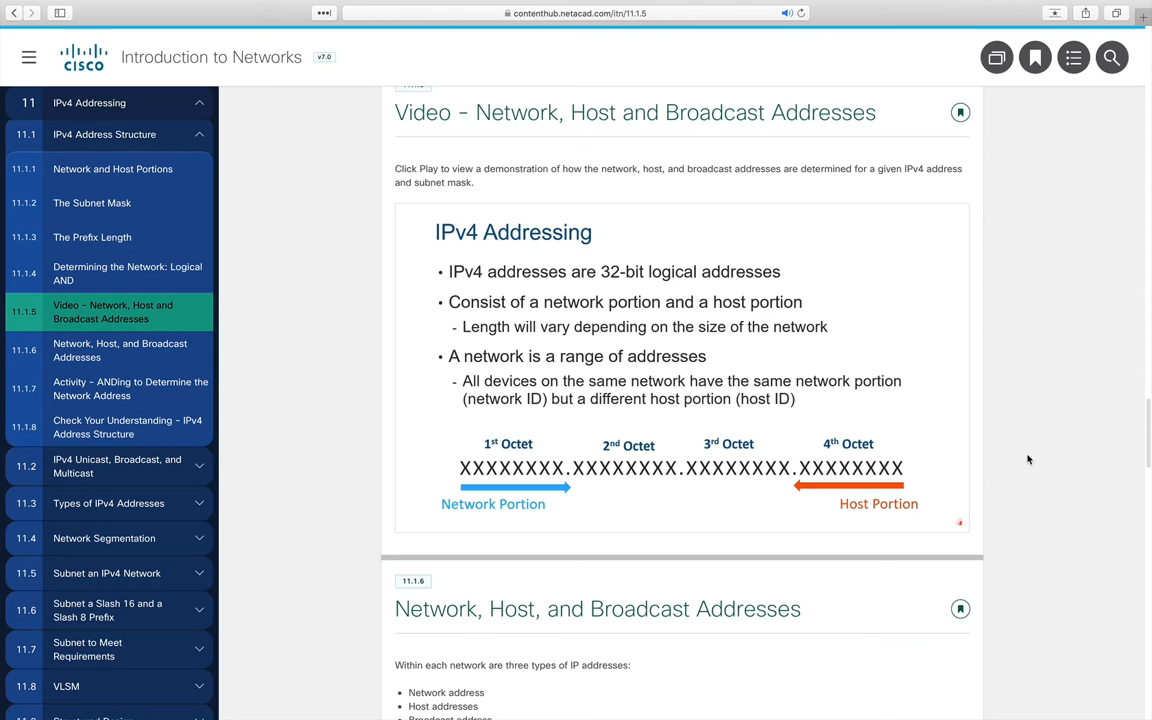 contenthub.netacad.com/itn/11.1.5
CISCO
Introduction to Networks
v7.0
11 IPv4 Addressing
11.1 IPv4 Address Structure
11.1.1 Network and Host Portions
11.1.2 The Subnet Mask
11.1.3 The Prefix Length
11.1.4 Determining the Network: Logical
AND
11.1.5 Video - Network, Host and
Broadcast Addresses
11.1.6 Network, Host, and Broadcast
Addresses
11.1.7 Activity - ANDing to Determine the
Network Address
11.1.8 Check Your Understanding - IPv4
Address Structure
11.2 IPv4 Unicast, Broadcast, and
Multicast
11.3 Types of IPv4 Addresses
11.4 Network Segmentation
11.5 Subnet an IPv4 Network
11.6 Subnet a Slash 16 and a
Slash 8 Prefix
11.7 Subnet to Meet
Requirements
11.8 VLSM
Video - Network, Host and Broadcast Addresses
Click Play to view a demonstration of how the network, host, and broadcast addresses are determined for a given IPv4 address
and subnet mask.
IPv4 Addressing
• IPv4 addresses are 32-bit logical addresses
• Consist of a network portion and a host portion
- Length will vary depending on the size of the network
• A network is a range of addresses
- All devices on the same network have the same network portion
(network ID) but a different host portion (host ID)
1st Octet 2nd Octet 3rd Octet 4th Octet
XXXXXXXX.XXXXXXXX.XXXXXXXX.XXXXXXXX
Network Portion Host Portion
11.1.6
Network, Host, and Broadcast Addresses
Within each network are three types of IP addresses:
• Network address
• Host addresses
• Broadcast address